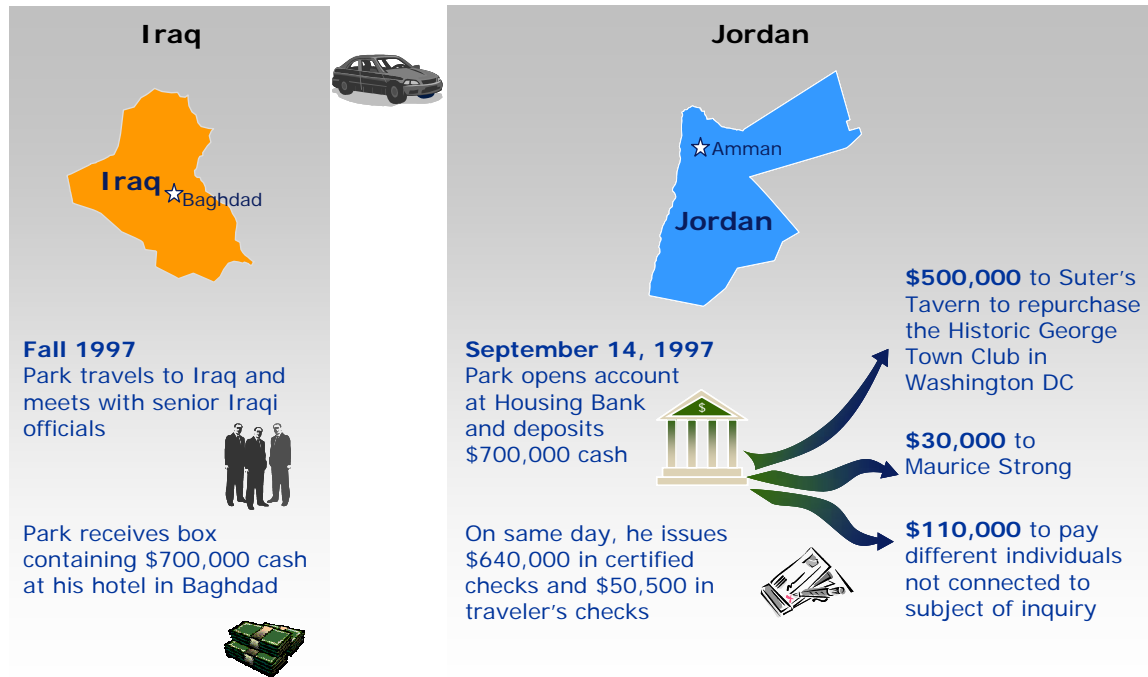 Iraq
Iraq
Baghdad
Fall 1997
Park travels to Iraq and
meets with senior Iraqi
officials
Park receives box
containing $700,000 cash
at his hotel in Baghdad
Jordan
Amman
Jordan
September 14, 1997
Park opens account
at Housing Bank
and deposits
$700,000 cash
$
On same day, he issues
$640,000 in certified
checks and $50,500 in
traveler's checks
$500,000 to Suter's
Tavern to repurchase
the Historic George
Town Club in
Washington DC
$30,000 to
Maurice Strong
$110,000 to pay
different individuals
not connected to
subject of inquiry